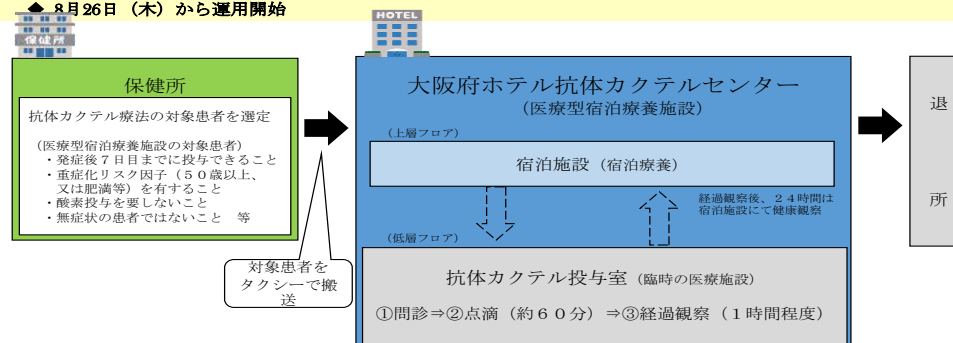 ◆ 8月26日（木）から運用開始
保健所
HOTEL
保健所
抗体カクテル療法の対象患者を選定
（医療型宿泊療養施設の対象患者）
・発症後７日目までに投与できること
・重症化リスク因子（５０歳以上、
又は肥満等）を有すること
・酸素投与を要しないこと
・無症状の患者ではないこと　等
対象患者を
タクシーで搬
送
大阪府ホテル抗体カクテルセンター
（医療型宿泊療養施設）
（上層フロア）
宿泊施設（宿泊療養）
経過観察後、２４時間は
宿泊施設にて健康観察
（低層フロア）
抗体カクテル投与室（臨時の医療施設）
①問診⇒②点滴（約６０分）⇒③経過観察（１時間程度）
退
所